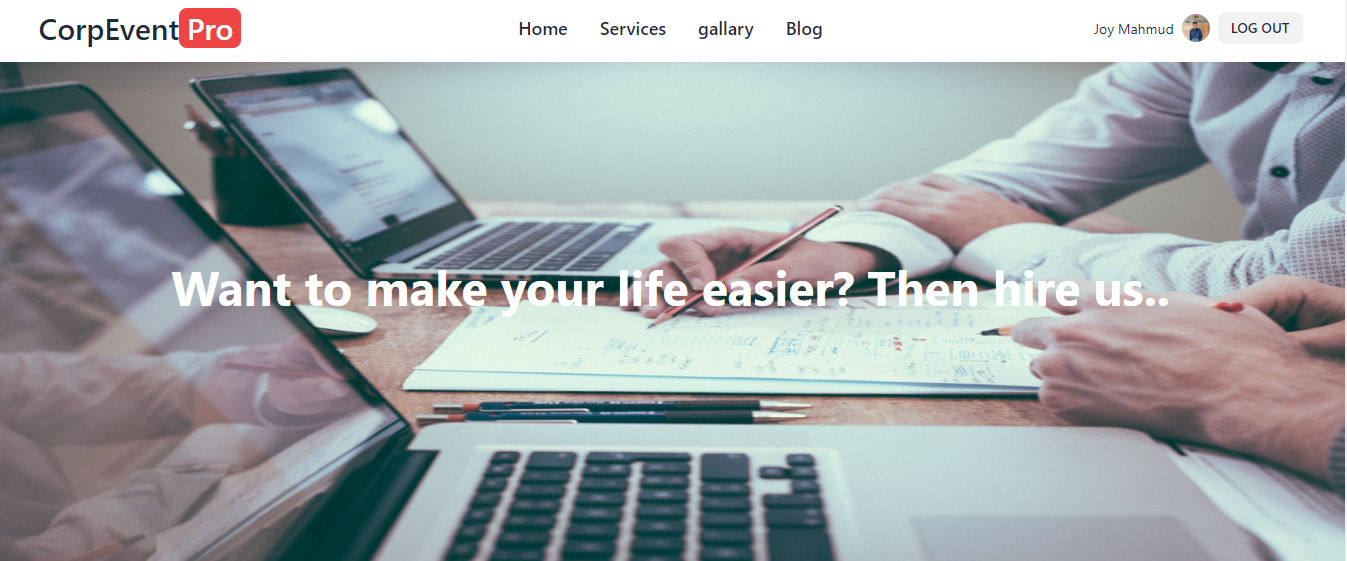 CorpEvent Pro
Home Services gallary Blog
Joy Mahmud LOG OUT
Want to make your life easier? Then hire us..